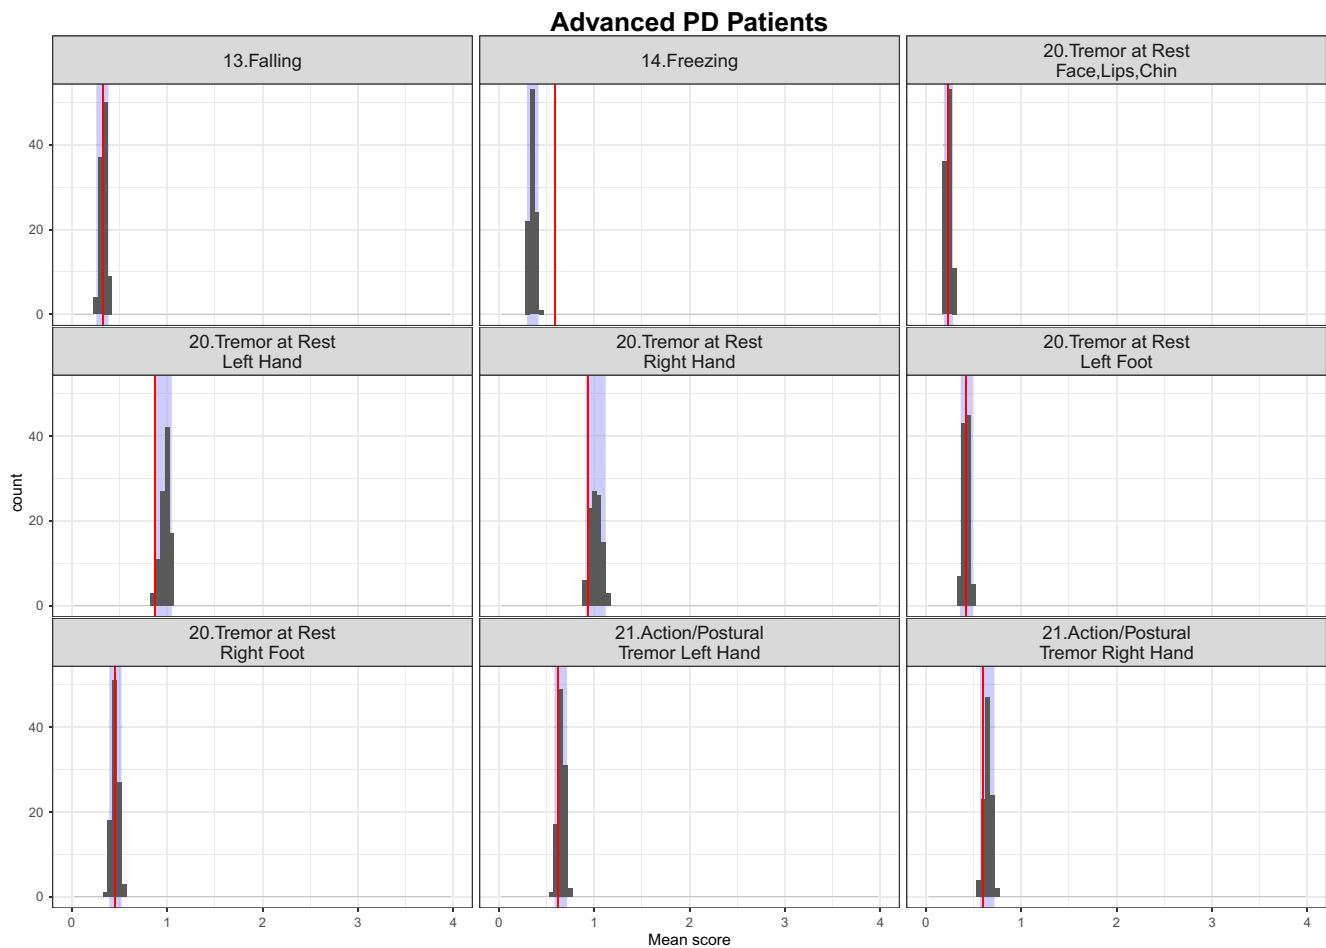 Advanced PD Patients
13.Falling
14.Freezing
20.Tremor at Rest
Face,Lips,Chin
40
20
0
20.Tremor at Rest
Left Hand
20.Tremor at Rest
Right Hand
20.Tremor at Rest
Left Foot
count
40
20
0
20.Tremor at Rest
Right Foot
21.Action/Postural
Tremor Left Hand
21.Action/Postural
Tremor Right Hand
40
20
0
0 1 2 3 4
0 1 2 3 4
0 1 2 3 4
Mean score